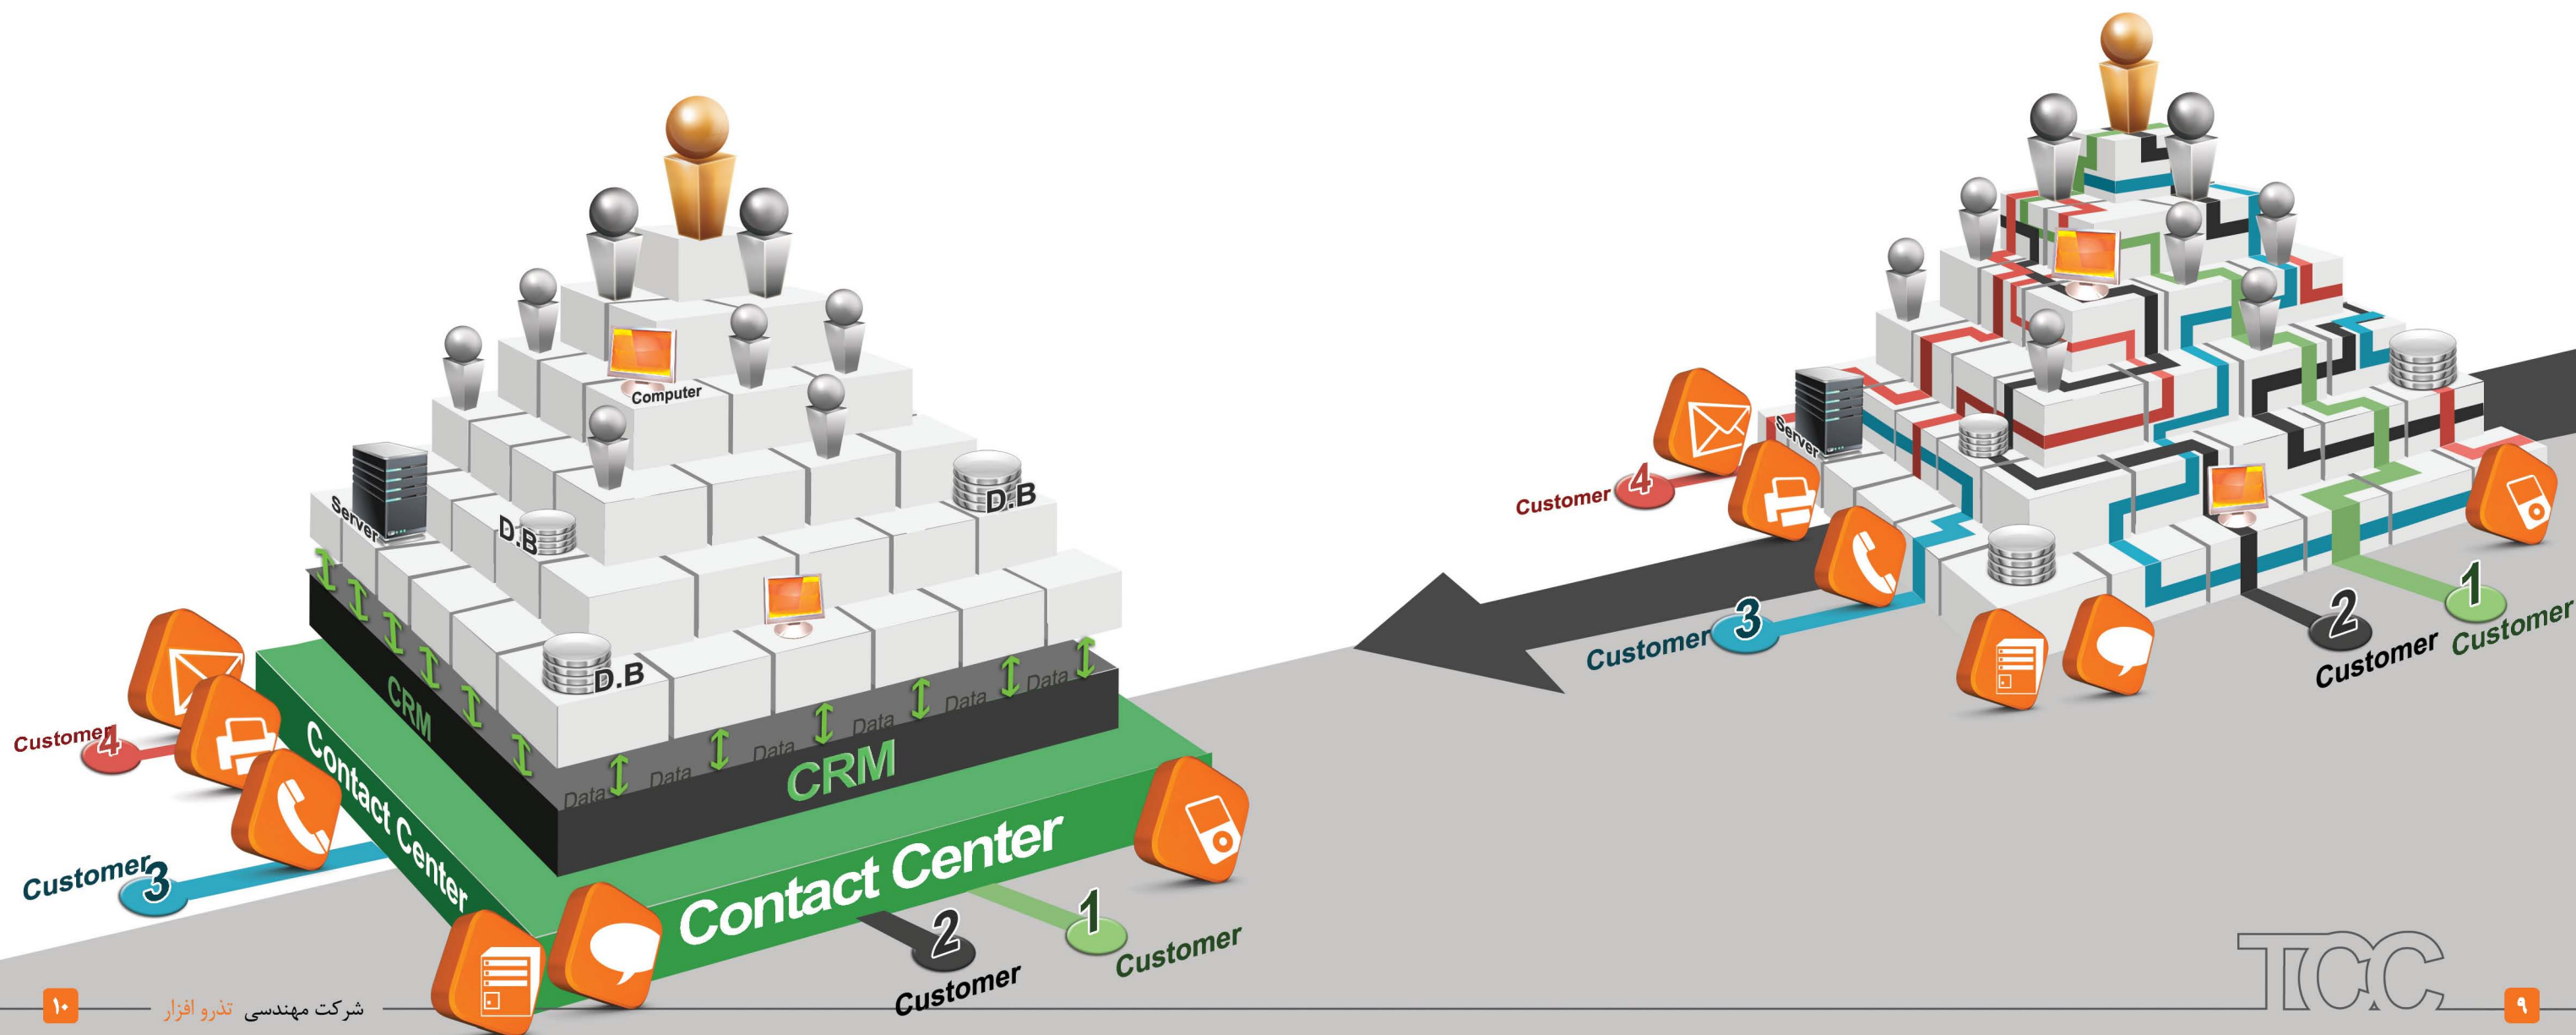 Computer
Server
D.B
D.B
D.B
CRM
CRM
Data
Data
Data
Data
Data
Data
Contact Center
Contact Center
Customer 4
Customer 3
2
Customer
1
Customer
Server
Customer 4
Customer 3
2
Customer
1
Customer
TCC
۹
شرکت مهندسی تذرو افزار
۱۰